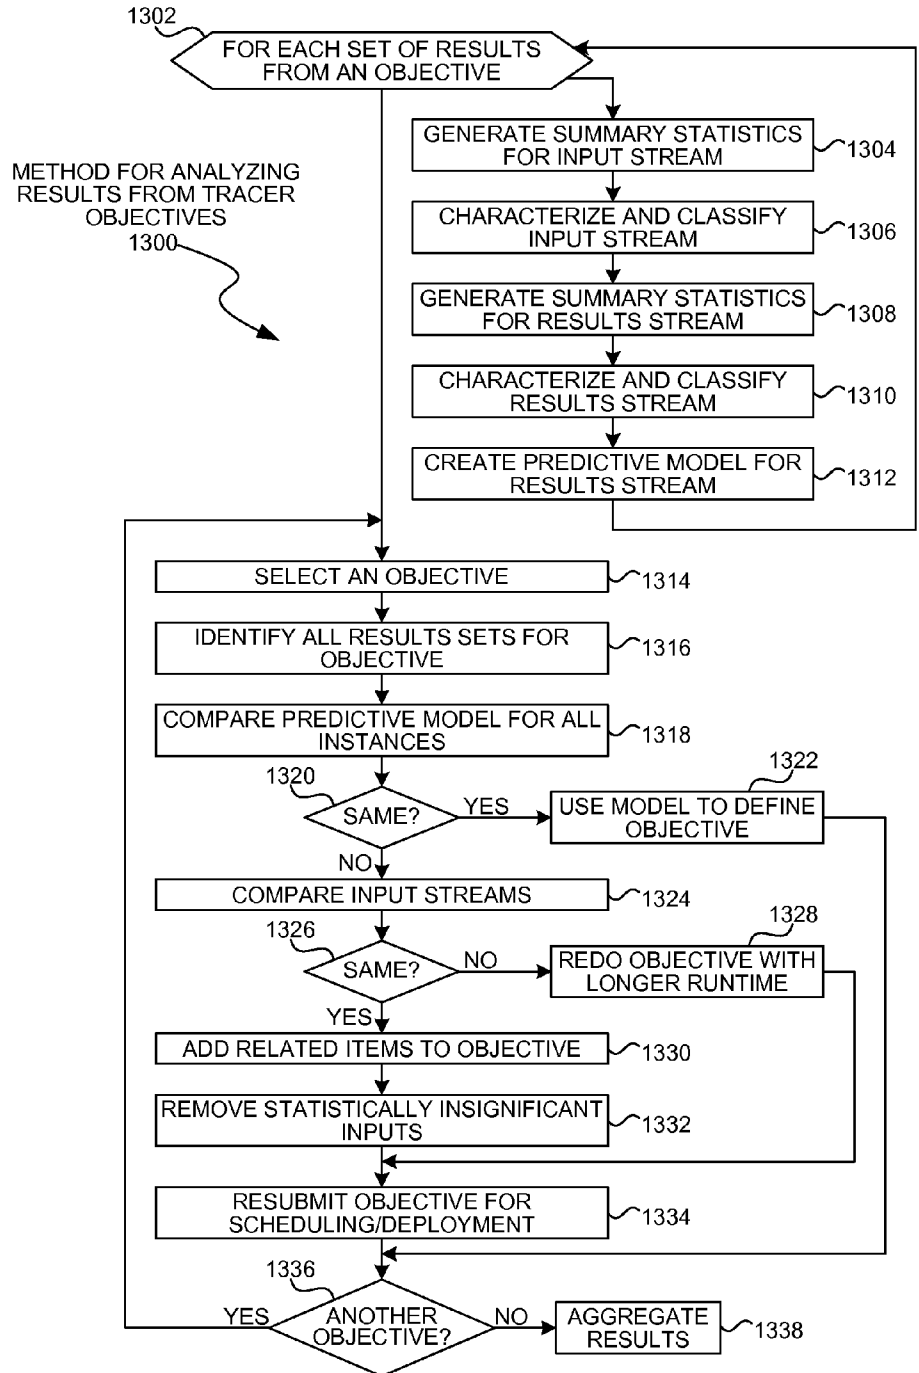 1302
FOR EACH SET OF RESULTS
FROM AN OBJECTIVE
GENERATE SUMMARY STATISTICS
FOR INPUT STREAM
1304
METHOD FOR ANALYZING
RESULTS FROM TRACER
OBJECTIVES
1300
CHARACTERIZE AND CLASSIFY
INPUT STREAM
1306
GENERATE SUMMARY STATISTICS
FOR RESULTS STREAM
1308
CHARACTERIZE AND CLASSIFY
RESULTS STREAM
1310
CREATE PREDICTIVE MODEL FOR
RESULTS STREAM
1312
SELECT AN OBJECTIVE
1314
IDENTIFY ALL RESULTS SETS FOR
OBJECTIVE
1316
COMPARE PREDICTIVE MODEL FOR ALL
INSTANCES
1318
1320
SAME?
YES
1322
USE MODEL TO DEFINE
OBJECTIVE
NO
COMPARE INPUT STREAMS
1324
1326
SAME?
NO
1328
REDO OBJECTIVE WITH
LONGER RUNTIME
YES
ADD RELATED ITEMS TO OBJECTIVE
1330
REMOVE STATISTICALLY INSIGNIFICANT
INPUTS
1332
RESUBMIT OBJECTIVE FOR
SCHEDULING/DEPLOYMENT
1334
1336
YES
ANOTHER
OBJECTIVE?
NO
AGGREGATE
RESULTS
1338